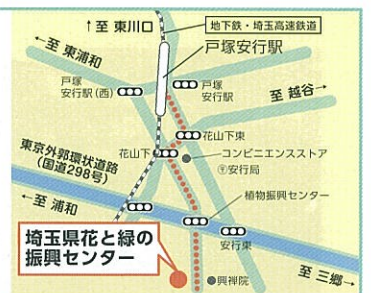 ↑至 東川口
地下鉄・埼玉高速鉄道
戸塚安行駅
←至 東浦和
戸塚
安行駅(西)
戸塚
安行駅
至 越谷→
花山下東
花山下
コンビニエンスストア
〒安行局
東京外郭環状道路
(国道298号)
←至 浦和
植物振興センター
埼玉県花と緑の
振興センター
安行東
興禅院
至 三郷→